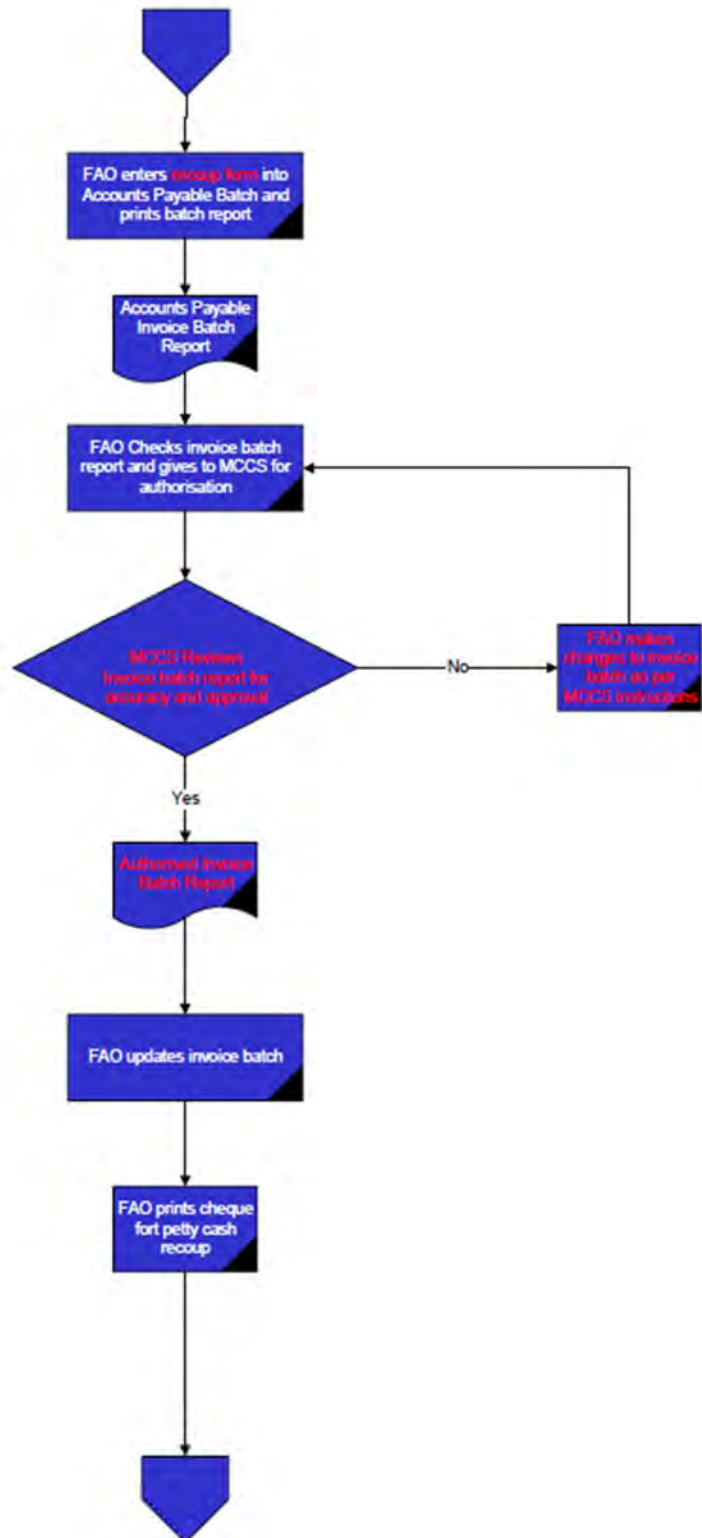 FAO enters recoup form into
Accounts Payable Batch and
prints batch report
Accounts Payable
Invoice Batch
Report
FAO Checks invoice batch
report and gives to MCCS for
authorisation
MCCS Reviews
Invoice batch report for
accuracy and approval
No
FAO makes
changes to invoice
batch as per
MCCS instructions
Yes
Authorised Invoice
Batch Report
FAO updates invoice batch
FAO prints cheque
fort petty cash
recoup